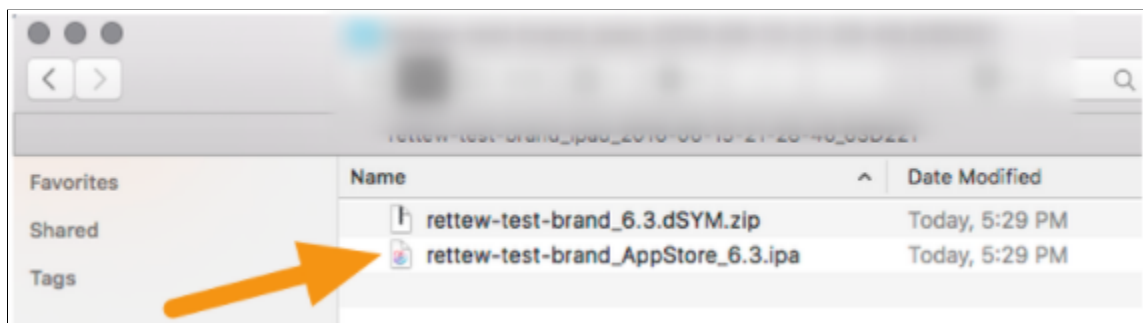 Favorites
Shared
Tags
Name
Date Modified
rettew-test-brand_6.3.dSYM.zip
Today, 5:29 PM
rettew-test-brand_AppStore_6.3.ipa
Today, 5:29 PM